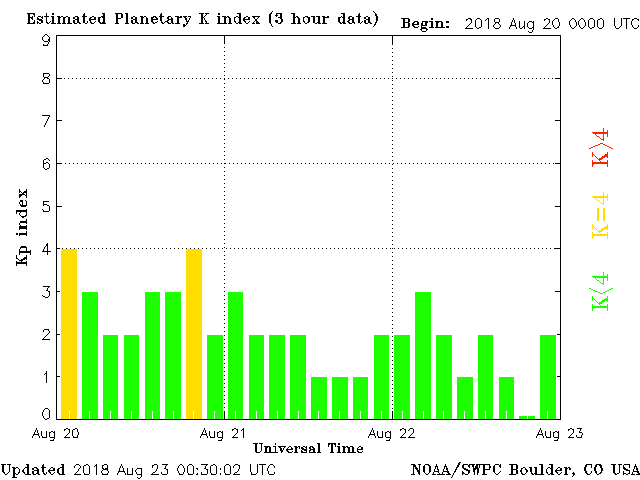 Estimated Planetary K index (3 hour data)
Begin: 2018 Aug 20 0000 UTC
9
8
7
6
5
4
3
2
1
0
Kp index
K>4
K=4
K<4
Aug 20
Aug 21
Aug 22
Aug 23
Universal Time
Updated 2018 Aug 23 00:30:02 UTC
NOAA/SWPC Boulder, CO USA